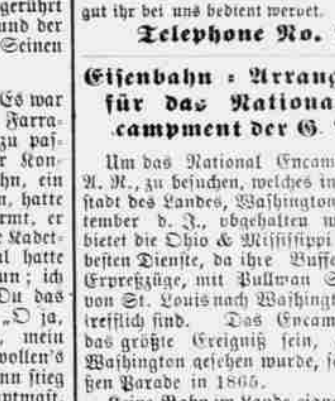 gerührt
und der
Seinen
Es war
Farra-
zu pas-
r Kon-
hn, ein
n, hatte
rmt, er
e Kadet-
al hatte
un; ich
Du das
„O ja,
, mein
wollen's
nn stieg
gut ihr bei uns bedient werdet.
Telephone No.
Eisenbahn = Arrang
für das Nationa
campment der G.
Um das National Encam
A. R., zu besuchen, welches in
stadt des Landes, Washington
tember d. J., abgehalten w
bietet die Ohio & Mississippi
besten Dienste, da ihre Buffe
Expreßzüge, mit Pullman S
von St. Louis nach Washing
trefflich sind. Das Encam
das größte Ereigniß sein,
Washington gesehen wurde, s
ßen Parade in 1865.